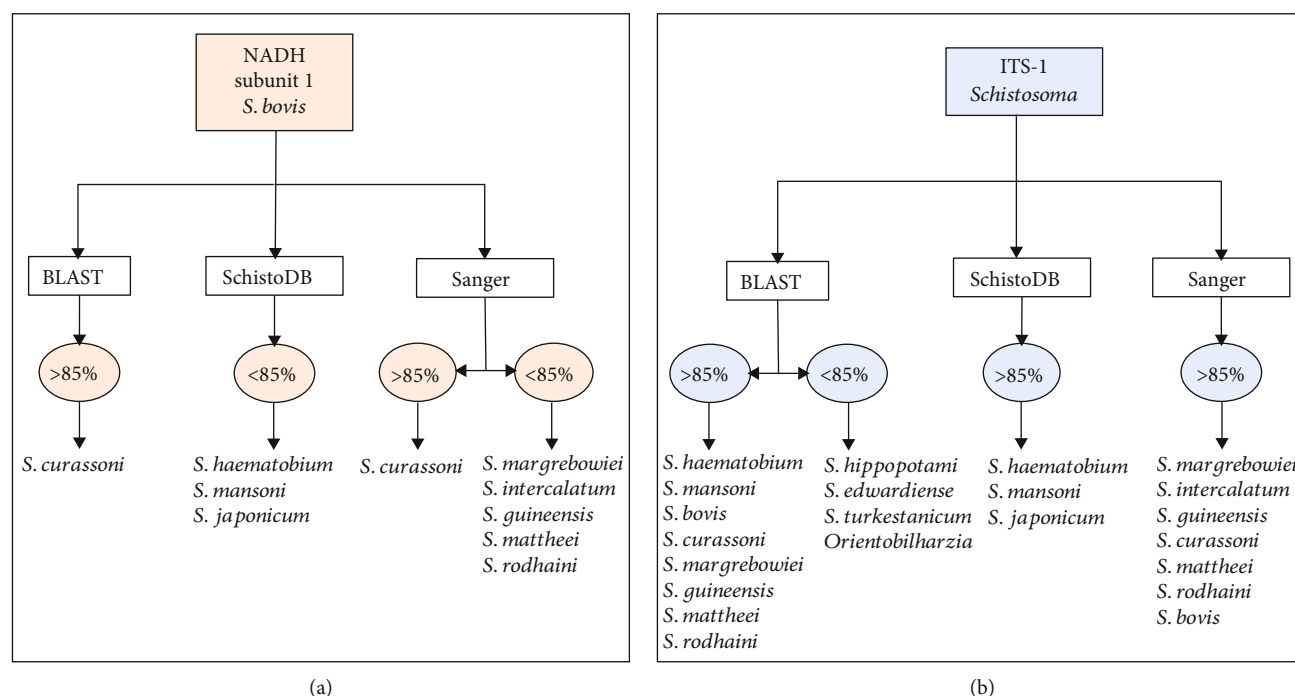 NADH
subunit 1
S. bovis
BLAST
SchistoDB
Sanger
>85%
<85%
>85%
<85%
S. curassoni
S. haematobium
S. mansoni
S. japonicum
S. curassoni
S. margrebowiei
S. intercalatum
S. guineensis
S. mattheei
S. rodhaini
(a)
ITS-1
Schistosoma
BLAST
SchistoDB
Sanger
>85%
<85%
>85%
>85%
S. haematobium
S. mansoni
S. bovis
S. curassoni
S. margrebowiei
S. guineensis
S. mattheei
S. rodhaini
S. hippopotami
S. edwardiense
S. turkestanicum
Orientobilharzia
S. haematobium
S. mansoni
S. japonicum
S. margrebowiei
S. intercalatum
S. guineensis
S. curassoni
S. mattheei
S. rodhaini
S. bovis
(b)